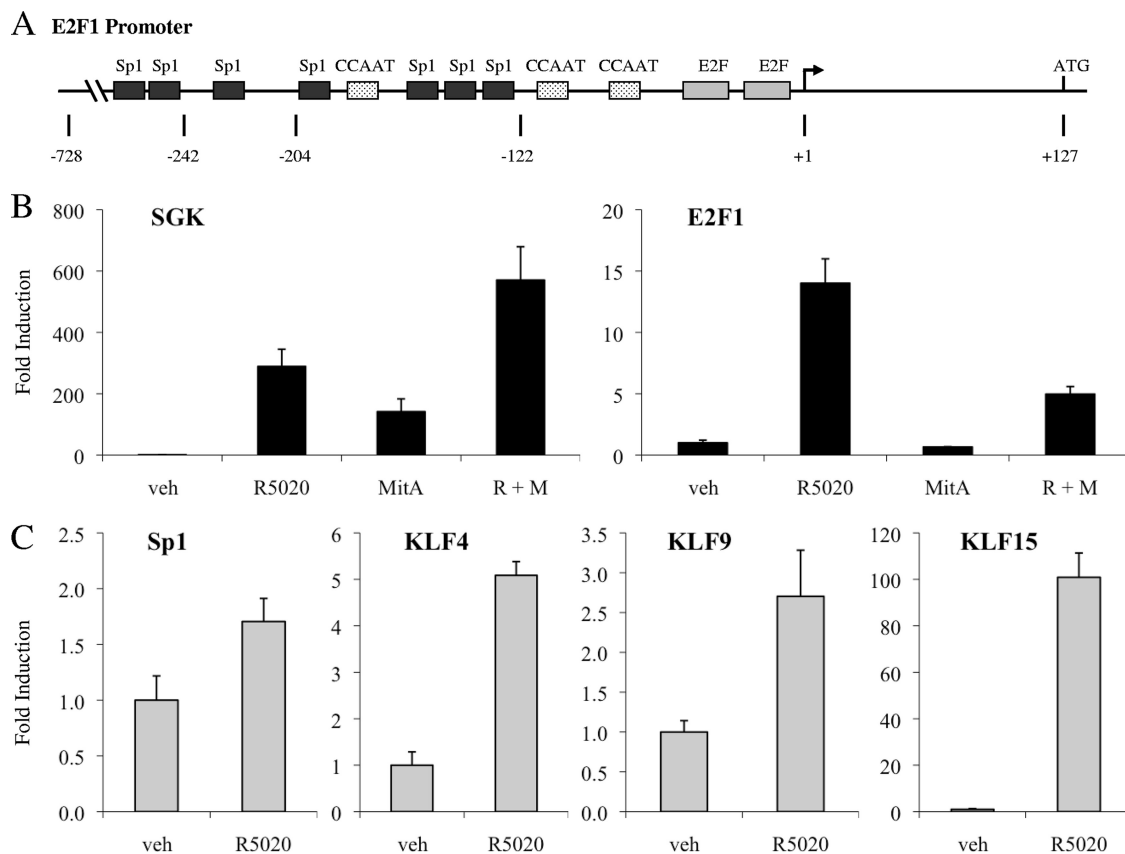 A E2F1 Promoter
Sp1 Sp1 Sp1 Sp1 CCAAT Sp1 Sp1 Sp1 CCAAT CCAAT E2F E2F ATG
-728 -242 -204 -122 +1 +127
B
SGK
Fold Induction
800
600
400
200
0
veh R5020 MitA R + M
E2F1
20
15
10
5
0
veh R5020 MitA R + M
C
Sp1
Fold Induction
2.5
2.0
1.5
1.0
0.5
0.0
veh R5020
KLF4
6
5
4
3
2
1
0
veh R5020
KLF9
3.5
3.0
2.5
2.0
1.5
1.0
0.5
0.0
veh R5020
KLF15
120
100
80
60
40
20
0
veh R5020